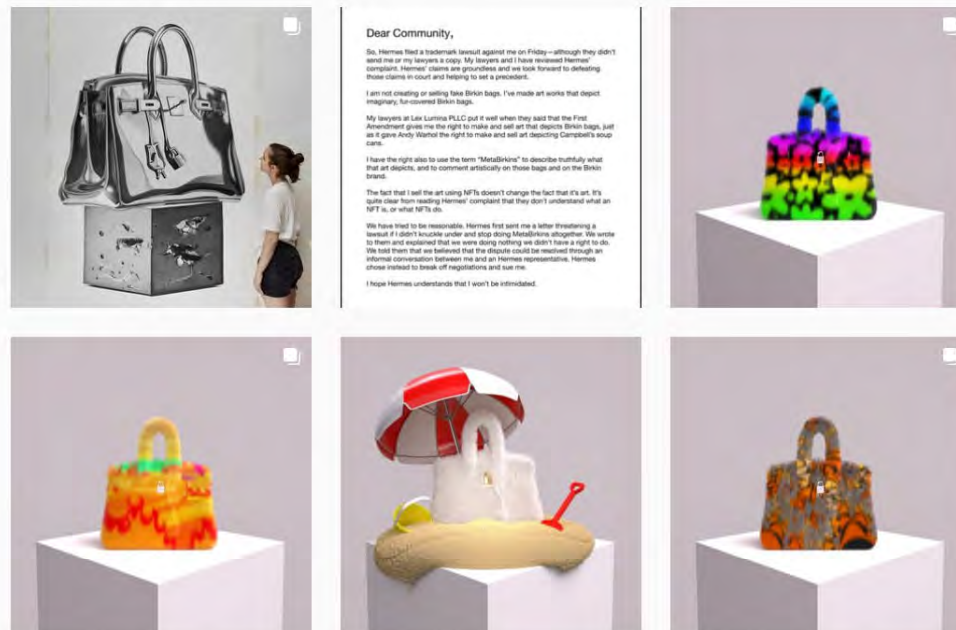 Dear Community,
So, Hermes filed a trademark lawsuit against me on Friday—although they didn't
send me or my lawyers a copy. My lawyers and I have reviewed Hermes'
complaint. Hermes' claims are groundless and we look forward to defeating
those claims in court and helping to set a precedent.
I am not creating or selling fake Birkin bags. I've made art works that depict
imaginary, fur-covered Birkin bags.
My lawyers at Lex Lumina PLLC put it well when they said that the First
Amendment gives me the right to make and sell art that depicts Birkin bags, just
as it gave Andy Warhol the right to make and sell art depicting Campbell's soup
cans.
I have the right also to use the term "MetaBirkins" to describe truthfully what
that art depicts, and to comment artistically on those bags and on the Birkin
brand.
The fact that I sell the art using NFTs doesn't change the fact that it's art. It's
quite clear from reading Hermes' complaint that they don't understand what an
NFT is, or what NFTs do.
We have tried to be reasonable. Hermes first sent me a letter threatening a
lawsuit if I didn't knuckle under and stop doing MetaBirkins altogether. We wrote
to them and explained that we were doing nothing we didn't have a right to do.
We told them that we believed that the dispute could be resolved through an
informal conversation between me and an Hermes representative. Hermes
chose instead to break off negotiations and sue me.
I hope Hermes understands that I won't be intimidated.